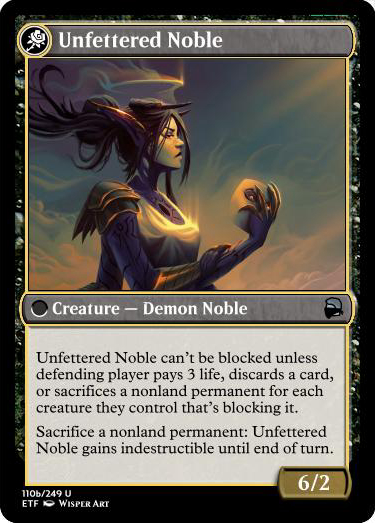 Unfettered Noble
Creature — Demon Noble
Unfettered Noble can't be blocked unless
defending player pays 3 life, discards a card,
or sacrifices a nonland permanent for each
creature they control that's blocking it.
Sacrifice a nonland permanent: Unfettered
Noble gains indestructible until end of turn.
6/2
110b/249 U
ETF Wisper Art